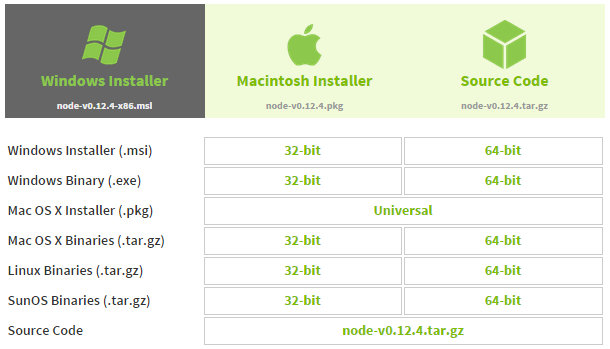 Windows Installer
node-v0.12.4-x86.msi
Macintosh Installer
node-v0.12.4.pkg
Source Code
node-v0.12.4.tar.gz
Windows Installer (.msi) 32-bit 64-bit
Windows Binary (.exe) 32-bit 64-bit
Mac OS X Installer (.pkg) Universal
Mac OS X Binaries (.tar.gz) 32-bit 64-bit
Linux Binaries (.tar.gz) 32-bit 64-bit
SunOS Binaries (.tar.gz) 32-bit 64-bit
Source Code node-v0.12.4.tar.gz